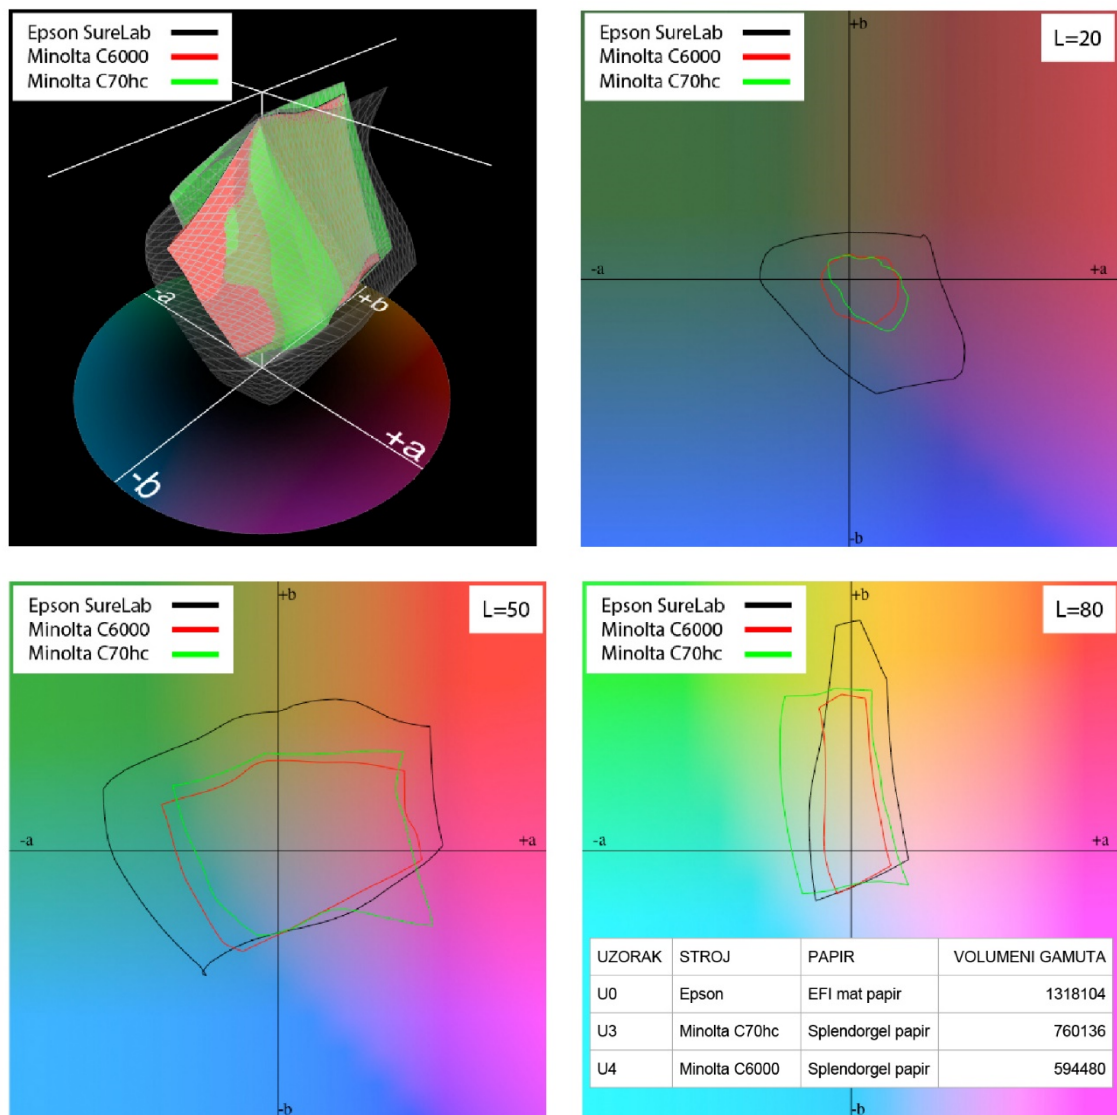 Epson SureLab
Minolta C6000
Minolta C70hc
-a
+b
-b
+a
Epson SureLab
Minolta C6000
Minolta C70hc
L=20
+b
-a
+a
-b
Epson SureLab
Minolta C6000
Minolta C70hc
L=50
+b
-a
+a
-b
Epson SureLab
Minolta C6000
Minolta C70hc
L=80
+b
-a
+a
UZORAK STROJ PAPIR VOLUMENI GAMUTA
U0 Epson EFI mat papir 1318104
U3 Minolta C70hc Splendorgel papir 760136
U4 Minolta C6000 Splendorgel papir 594480
-b